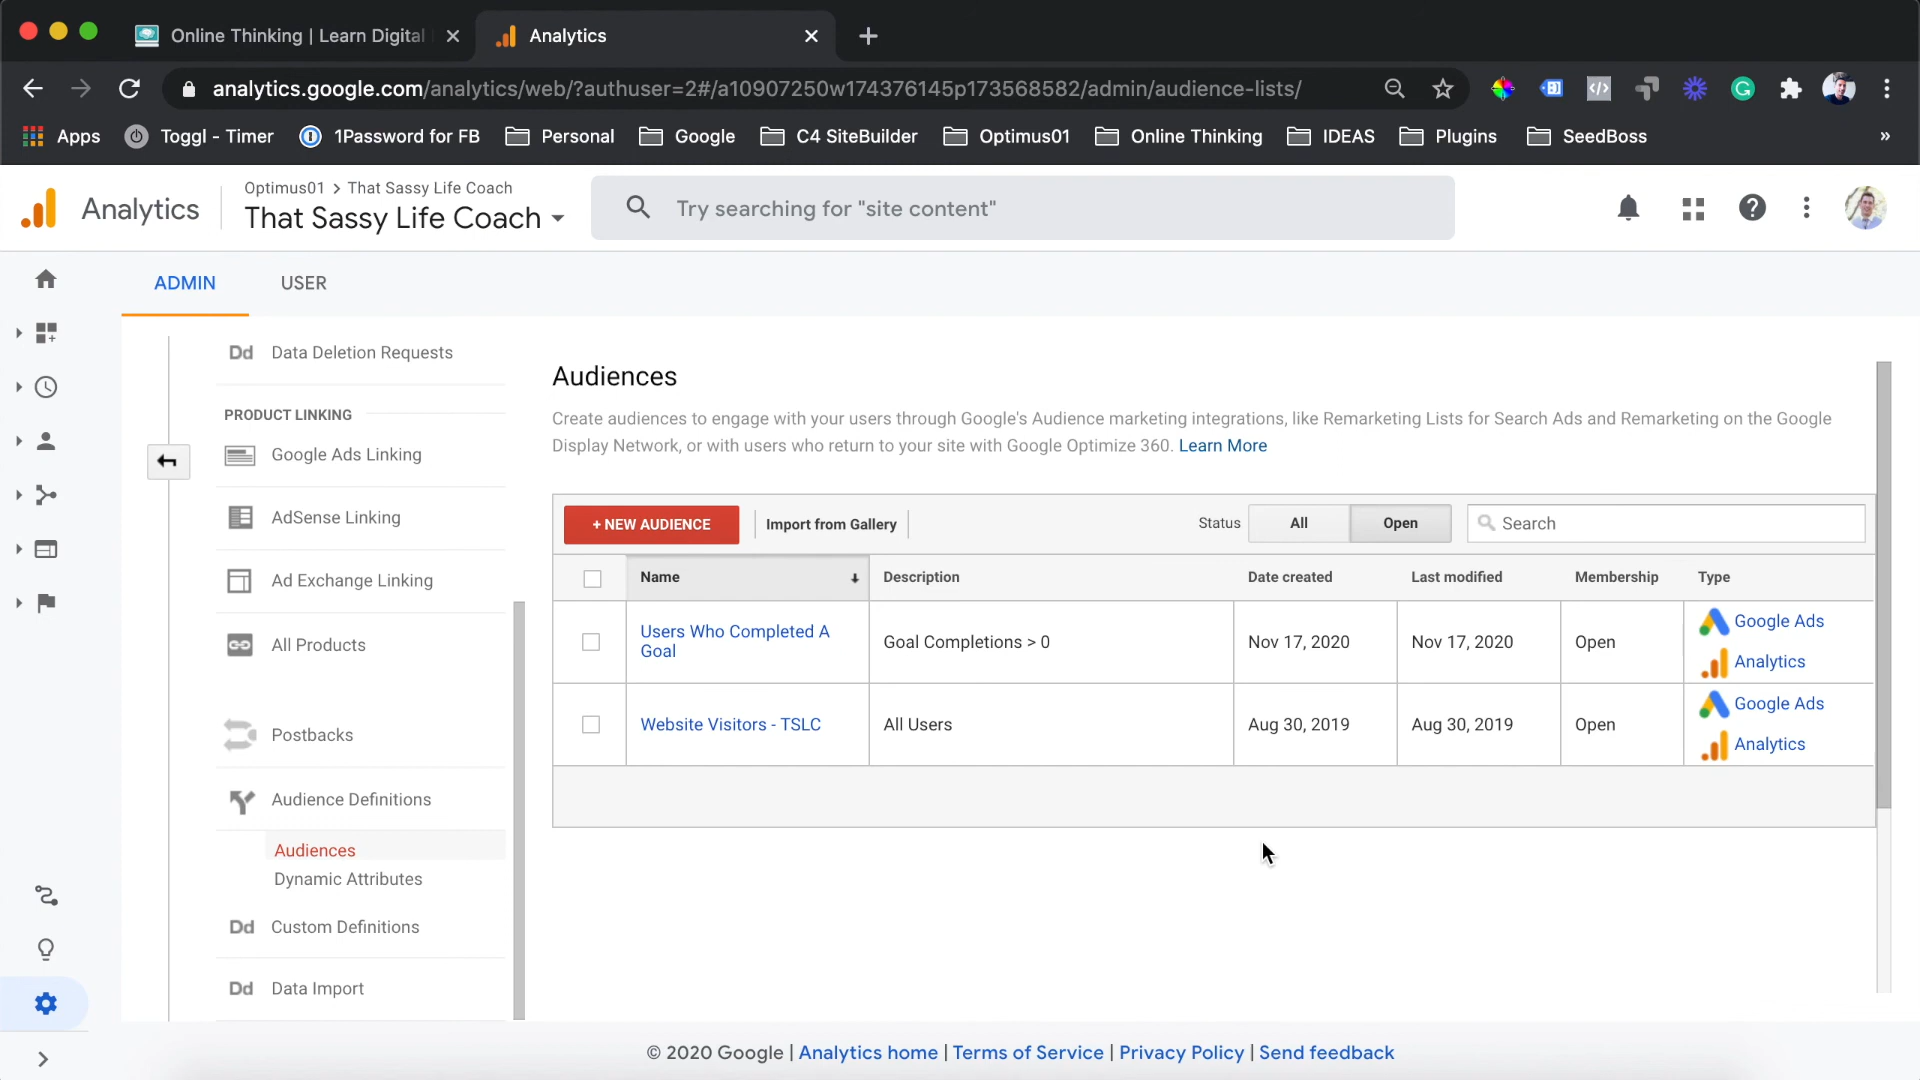 Online Thinking | Learn Digital
Analytics
analytics.google.com/analytics/web/?authuser=2#/a10907250w174376145p173568582/admin/audience-lists/
Apps
Toggl - Timer
1Password for FB
Personal
Google
C4 SiteBuilder
Optimus01
Online Thinking
IDEAS
Plugins
SeedBoss
»
Analytics
Optimus01 > That Sassy Life Coach
That Sassy Life Coach
Try searching for "site content"
ADMIN
USER
Dd Data Deletion Requests
PRODUCT LINKING
Google Ads Linking
AdSense Linking
Ad Exchange Linking
All Products
Postbacks
Audience Definitions
Audiences
Dynamic Attributes
Dd Custom Definitions
Dd Data Import
Audiences
Create audiences to engage with your users through Google's Audience marketing integrations, like Remarketing Lists for Search Ads and Remarketing on the Google
Display Network, or with users who return to your site with Google Optimize 360. Learn More
+ NEW AUDIENCE
Import from Gallery
Status
All
Open
Search
Name
Description
Date created
Last modified
Membership
Type
Users Who Completed A
Goal
Goal Completions > 0
Nov 17, 2020
Nov 17, 2020
Open
Google Ads
Analytics
Website Visitors - TSLC
All Users
Aug 30, 2019
Aug 30, 2019
Open
Google Ads
Analytics
© 2020 Google | Analytics home | Terms of Service | Privacy Policy | Send feedback